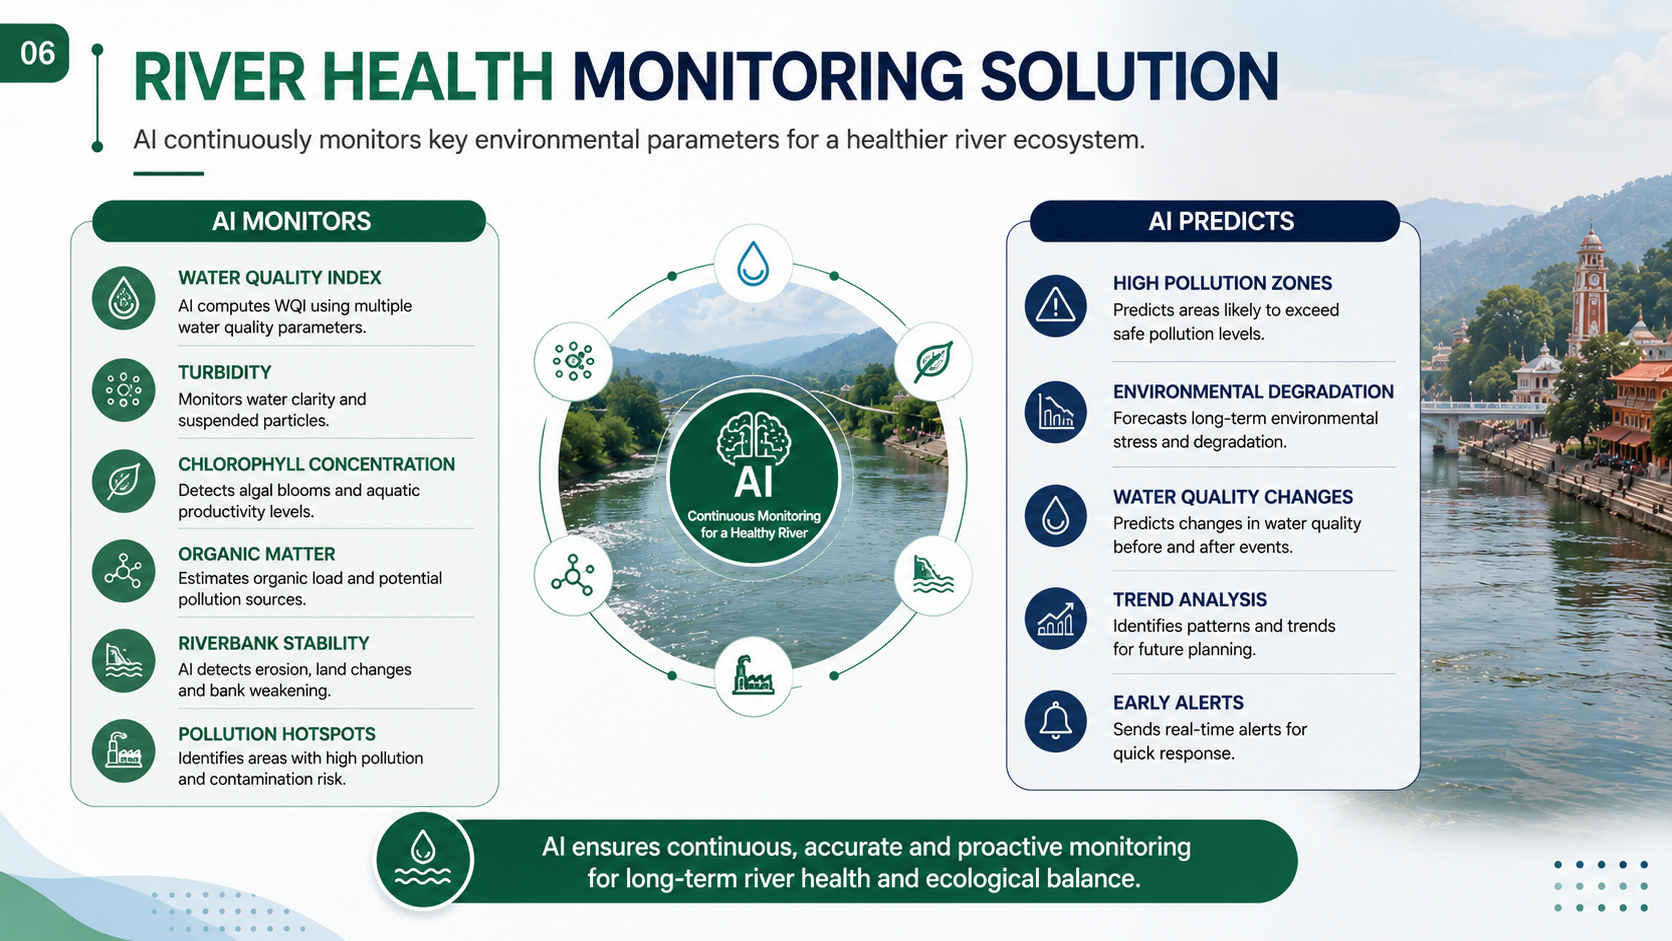 06
RIVER HEALTH MONITORING SOLUTION
AI continuously monitors key environmental parameters for a healthier river ecosystem.
AI MONITORS
WATER QUALITY INDEX
AI computes WQI using multiple
water quality parameters.
TURBIDITY
Monitors water clarity and
suspended particles.
CHLOROPHYLL CONCENTRATION
Detects algal blooms and aquatic
productivity levels.
ORGANIC MATTER
Estimates organic load and potential
pollution sources.
RIVERBANK STABILITY
AI detects erosion, land changes
and bank weakening.
POLLUTION HOTSPOTS
Identifies areas with high pollution
and contamination risk.
AI
Continuous Monitoring
for a Healthy River
AI PREDICTS
HIGH POLLUTION ZONES
Predicts areas likely to exceed
safe pollution levels.
ENVIRONMENTAL DEGRADATION
Forecasts long-term environmental
stress and degradation.
WATER QUALITY CHANGES
Predicts changes in water quality
before and after events.
TREND ANALYSIS
Identifies patterns and trends
for future planning.
EARLY ALERTS
Sends real-time alerts for
quick response.
AI ensures continuous, accurate and proactive monitoring
for long-term river health and ecological balance.